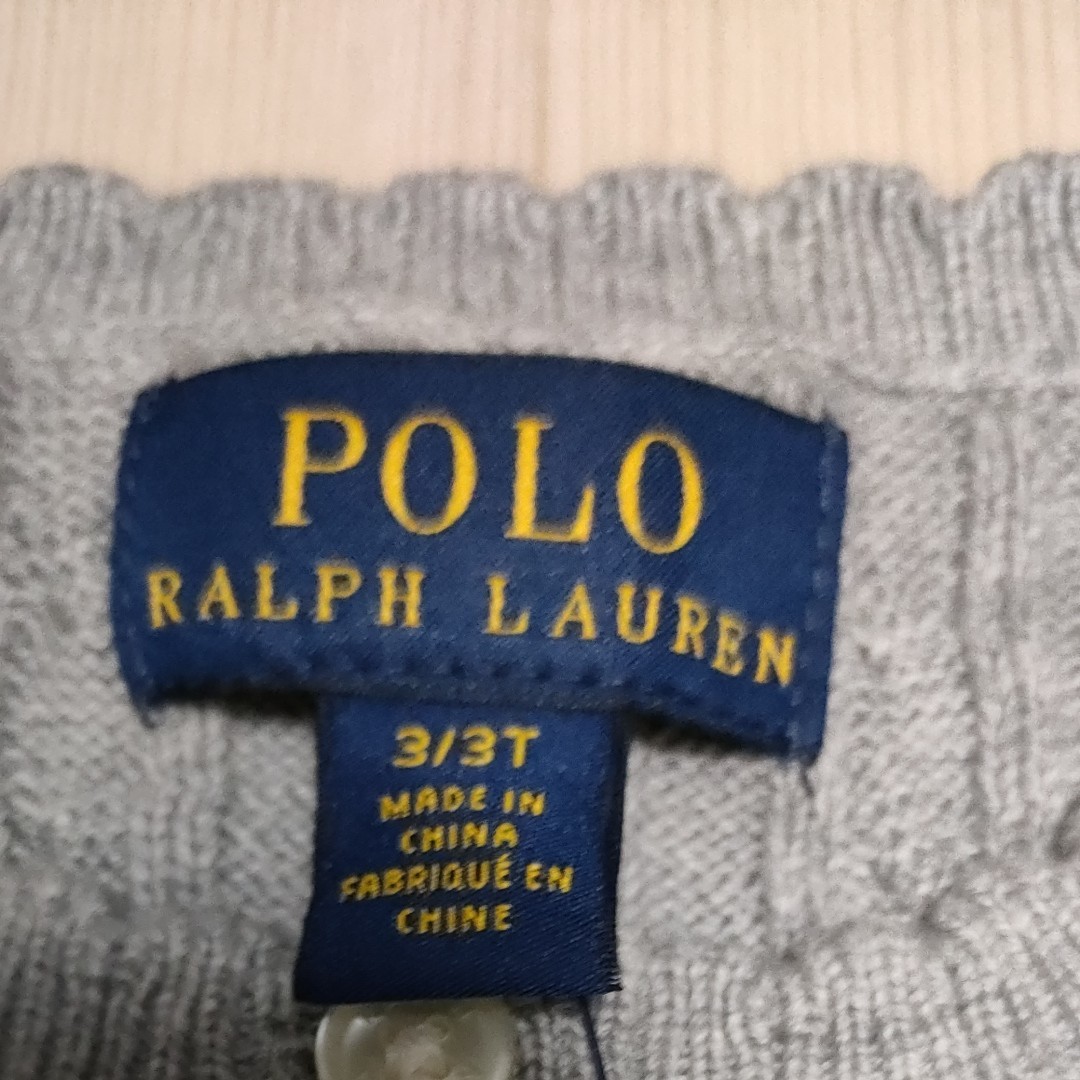 POLO
RALPH LAUREN
3/3T
MADE IN
CHINA
FABRIQUÉ EN
CHINE